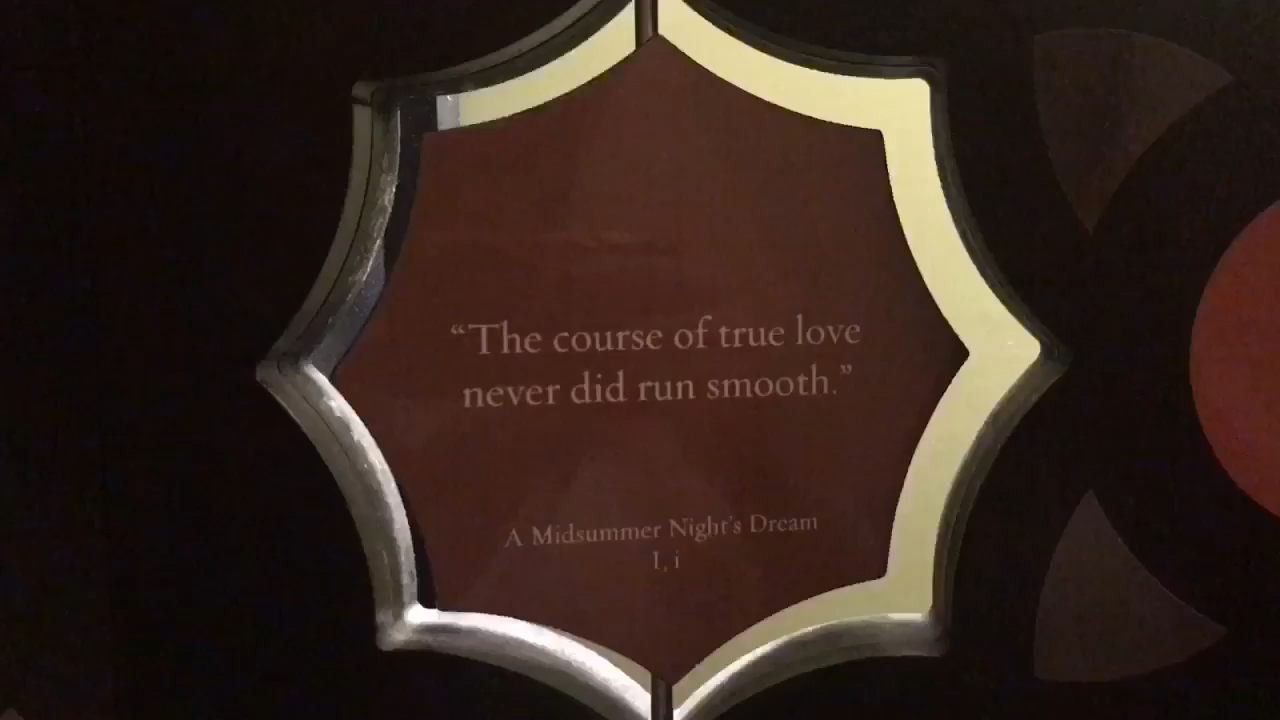 “The course of true love
never did run smooth.”
A Midsummer Night's Dream
I, i